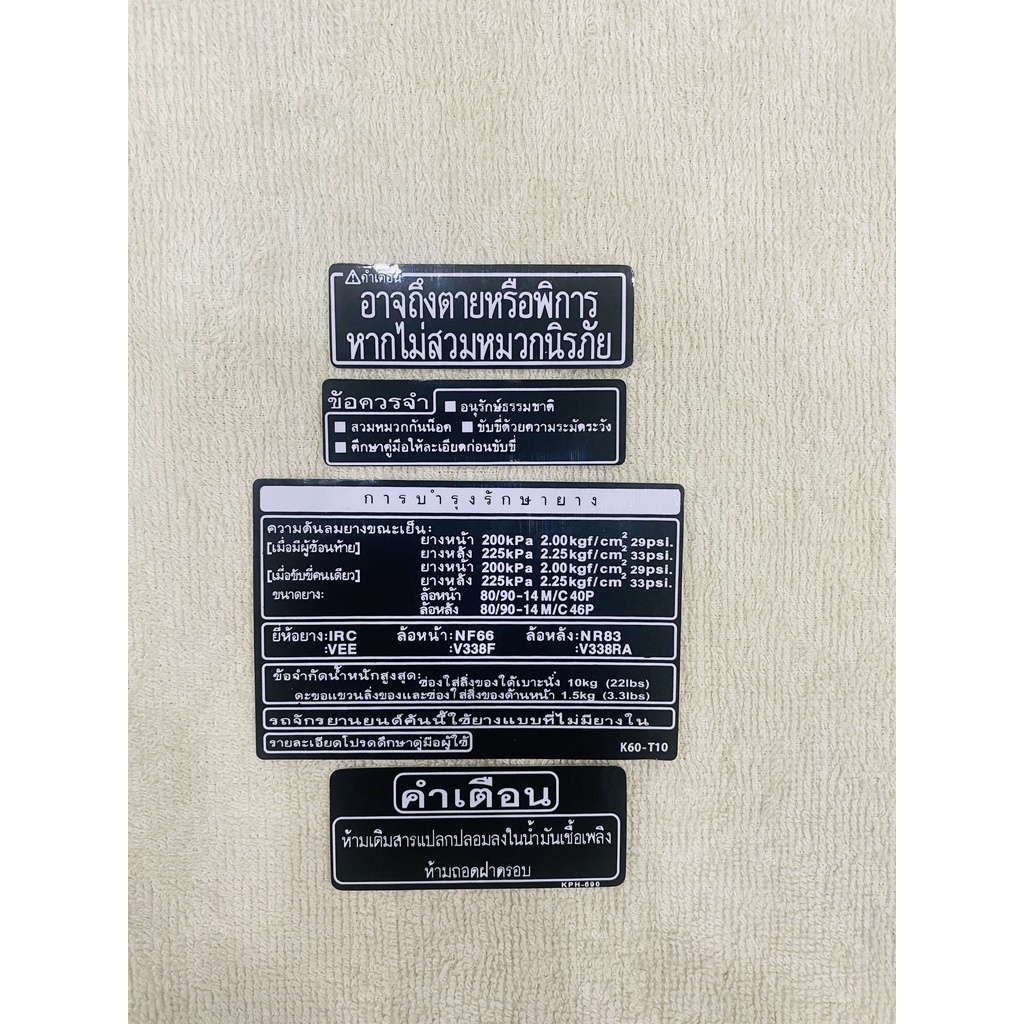 ⚠คำเตือน
อาจถึงตายหรือพิการ
หากไม่สวมหมวกนิรภัย
ข้อควรจำ ■ อนุรักษ์ธรรมชาติ
■ สวมหมวกกันน็อค ■ ขับขี่ด้วยความระมัดระวัง
■ ศึกษาคู่มือให้ละเอียดก่อนขับขี่
การบำรุงรักษายาง
ความดันลมยางขณะเย็น:
[เมื่อมีผู้ซ้อนท้าย] ยางหน้า 200kPa 2.00kgf/cm² 29psi.
ยางหลัง 225kPa 2.25kgf/cm² 33psi.
[เมื่อขับขี่คนเดียว] ยางหน้า 200kPa 2.00kgf/cm² 29psi.
ยางหลัง 225kPa 2.25kgf/cm² 33psi.
ขนาดยาง: ล้อหน้า 80/90-14 M/C 40P
ล้อหลัง 80/90-14 M/C 46P
ยี่ห้อยาง:IRC ล้อหน้า:NF66 ล้อหลัง:NR83
:VEE :V338F :V338RA
ข้อจำกัดน้ำหนักสูงสุด: ช่องใส่สิ่งของใต้เบาะนั่ง 10kg (22lbs)
ตะขอแขวนสิ่งของและช่องใส่สิ่งของด้านหน้า 1.5kg (3.3lbs)
รถจักรยานยนต์คันนี้ใช้ยางแบบที่ไม่มียางใน
รายละเอียดโปรดศึกษาคู่มือผู้ใช้ K60-T10
คำเตือน
ห้ามเติมสารแปลกปลอมลงในน้ำมันเชื้อเพลิง
ห้ามถอดฝาครอบ
KPH-690